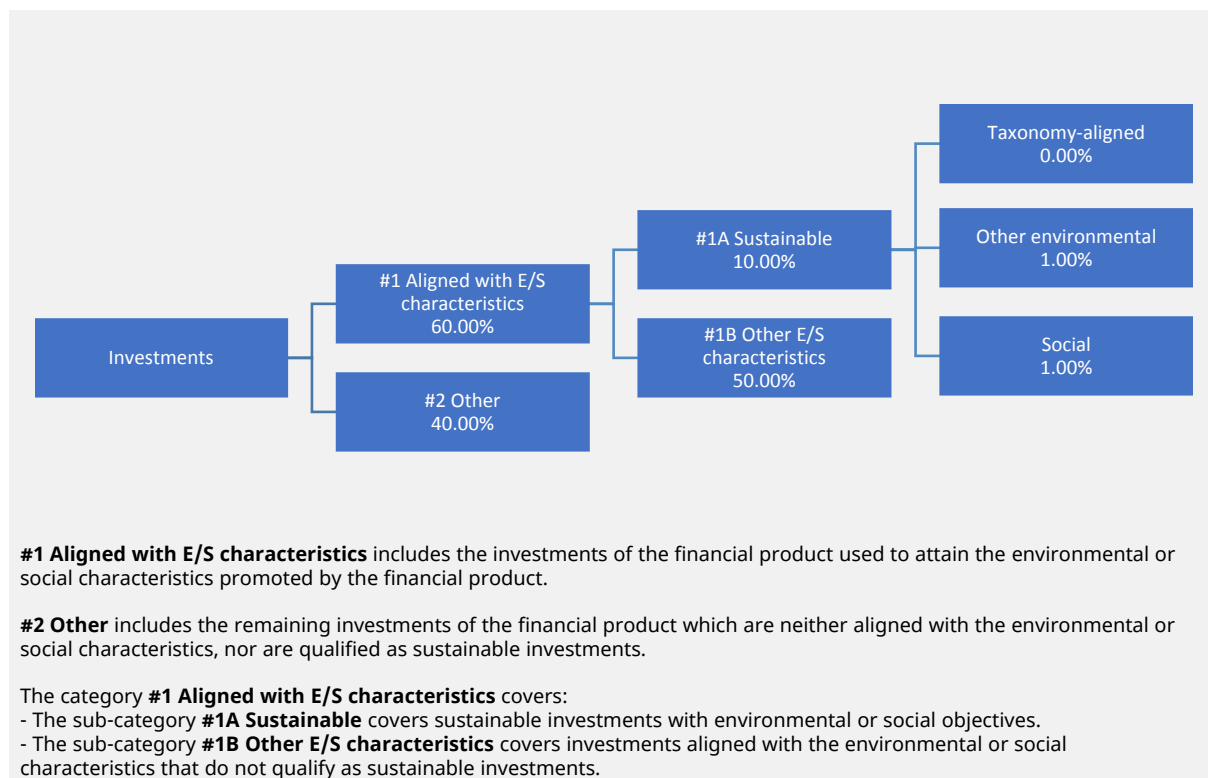 Investments
#1 Aligned with E/S
characteristics
60.00%
#2 Other
40.00%
#1A Sustainable
10.00%
#1B Other E/S
characteristics
50.00%
Taxonomy-aligned
0.00%
Other environmental
1.00%
Social
1.00%
#1 Aligned with E/S characteristics includes the investments of the financial product used to attain the environmental or
social characteristics promoted by the financial product.
#2 Other includes the remaining investments of the financial product which are neither aligned with the environmental or
social characteristics, nor are qualified as sustainable investments.
The category #1 Aligned with E/S characteristics covers:
- The sub-category #1A Sustainable covers sustainable investments with environmental or social objectives.
- The sub-category #1B Other E/S characteristics covers investments aligned with the environmental or social
characteristics that do not qualify as sustainable investments.